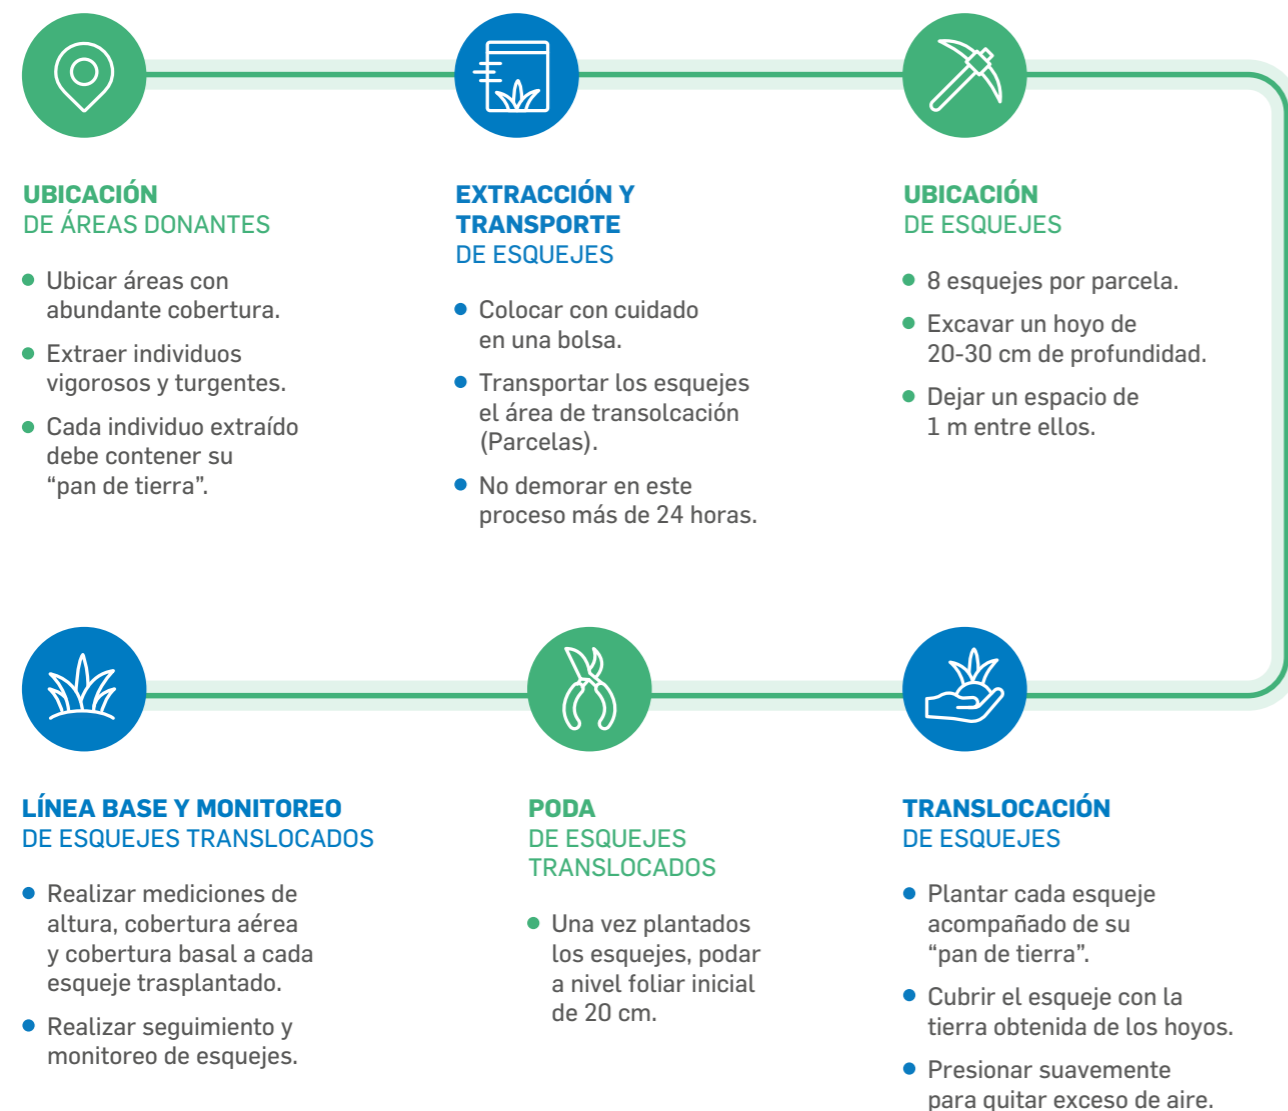 UBICACIÓN
DE ÁREAS DONANTES
Ubicar áreas con
abundante cobertura.
Extraer individuos
vigorosos y turgentes.
Cada individuo extraído
debe contener su
“pan de tierra”.
EXTRACCIÓN Y
TRANSPORTE
DE ESQUEJES
Colocar con cuidado
en una bolsa.
Transportar los esquejes
el área de transolcación
(Parcelas).
No demorar en este
proceso más de 24 horas.
UBICACIÓN
DE ESQUEJES
8 esquejes por parcela.
Excavar un hoyo de
20-30 cm de profundidad.
Dejar un espacio de
1 m entre ellos.
TRANSLOCACIÓN
DE ESQUEJES
Plantar cada esqueje
acompañado de su
“pan de tierra”.
Cubrir el esqueje con la
tierra obtenida de los hoyos.
Presionar suavemente
para quitar exceso de aire.
PODA
DE ESQUEJES
TRANSLOCADOS
Una vez plantados
los esquejes, podar
a nivel foliar inicial
de 20 cm.
LÍNEA BASE Y MONITOREO
DE ESQUEJES TRANSLOCADOS
Realizar mediciones de
altura, cobertura aérea
y cobertura basal a cada
esqueje trasplantado.
Realizar seguimiento y
monitoreo de esquejes.